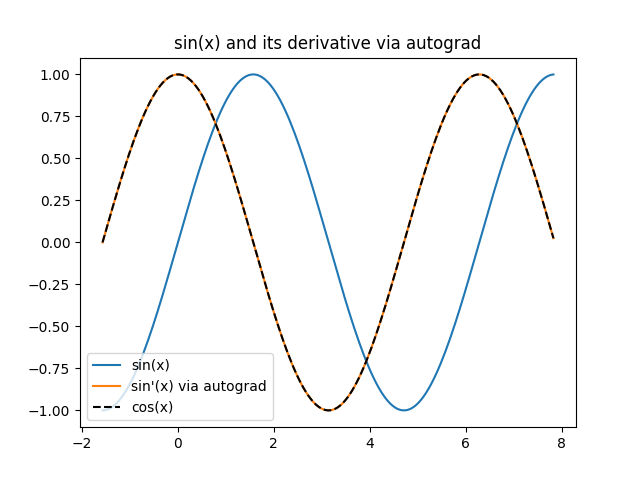 sin(x) and its derivative via autograd
1.00
0.75
0.50
0.25
0.00
−0.25
−0.50
−0.75
−1.00
sin(x)
sin'(x) via autograd
cos(x)
−2 0 2 4 6 8